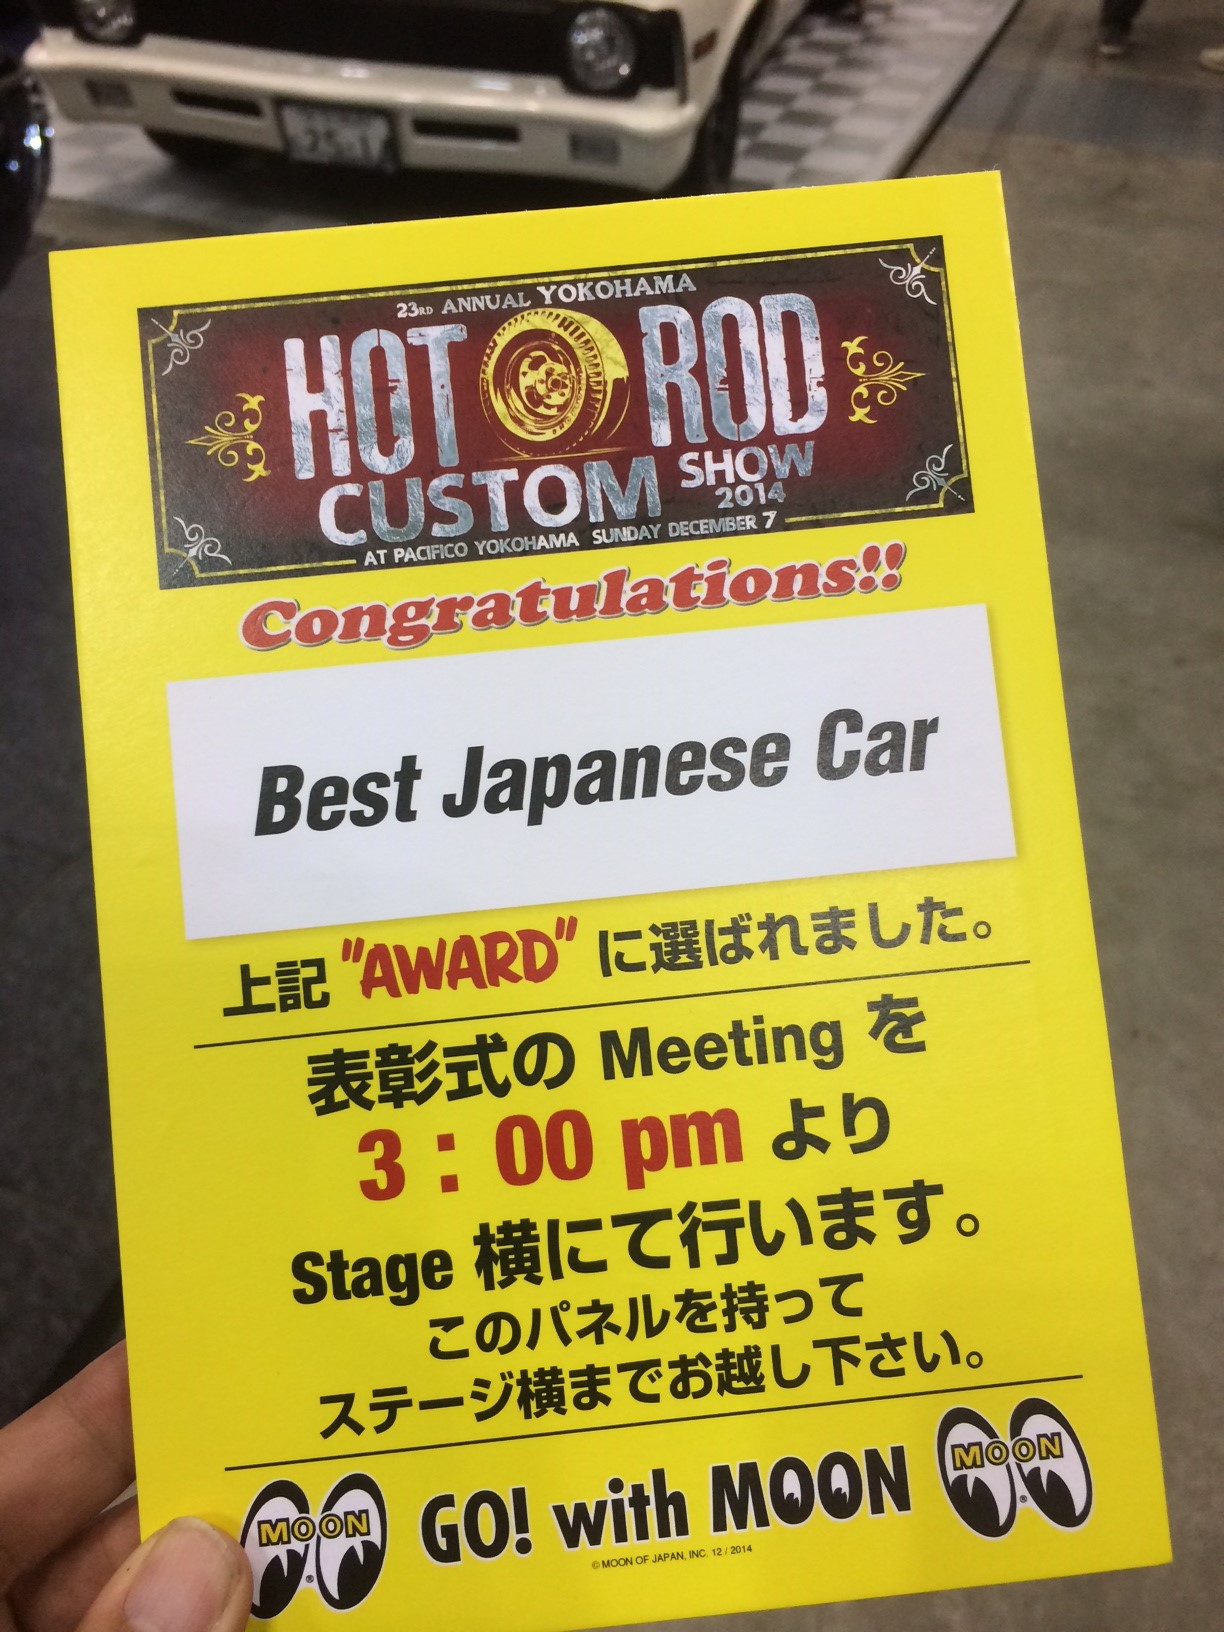 23RD ANNUAL YOKOHAMA
HOT ROD
CUSTOM SHOW
2014
AT PACIFICO YOKOHAMA SUNDAY DECEMBER 7
Congratulations!!
Best Japanese Car
上記 "AWARD" に選ばれました。
表彰式の Meeting を
3：00 pm より
Stage 横にて行います。
このパネルを持って
ステージ横までお越し下さい。
MOON ® GO! with MOON MOON ®
© MOON OF JAPAN, INC. 12 / 2014